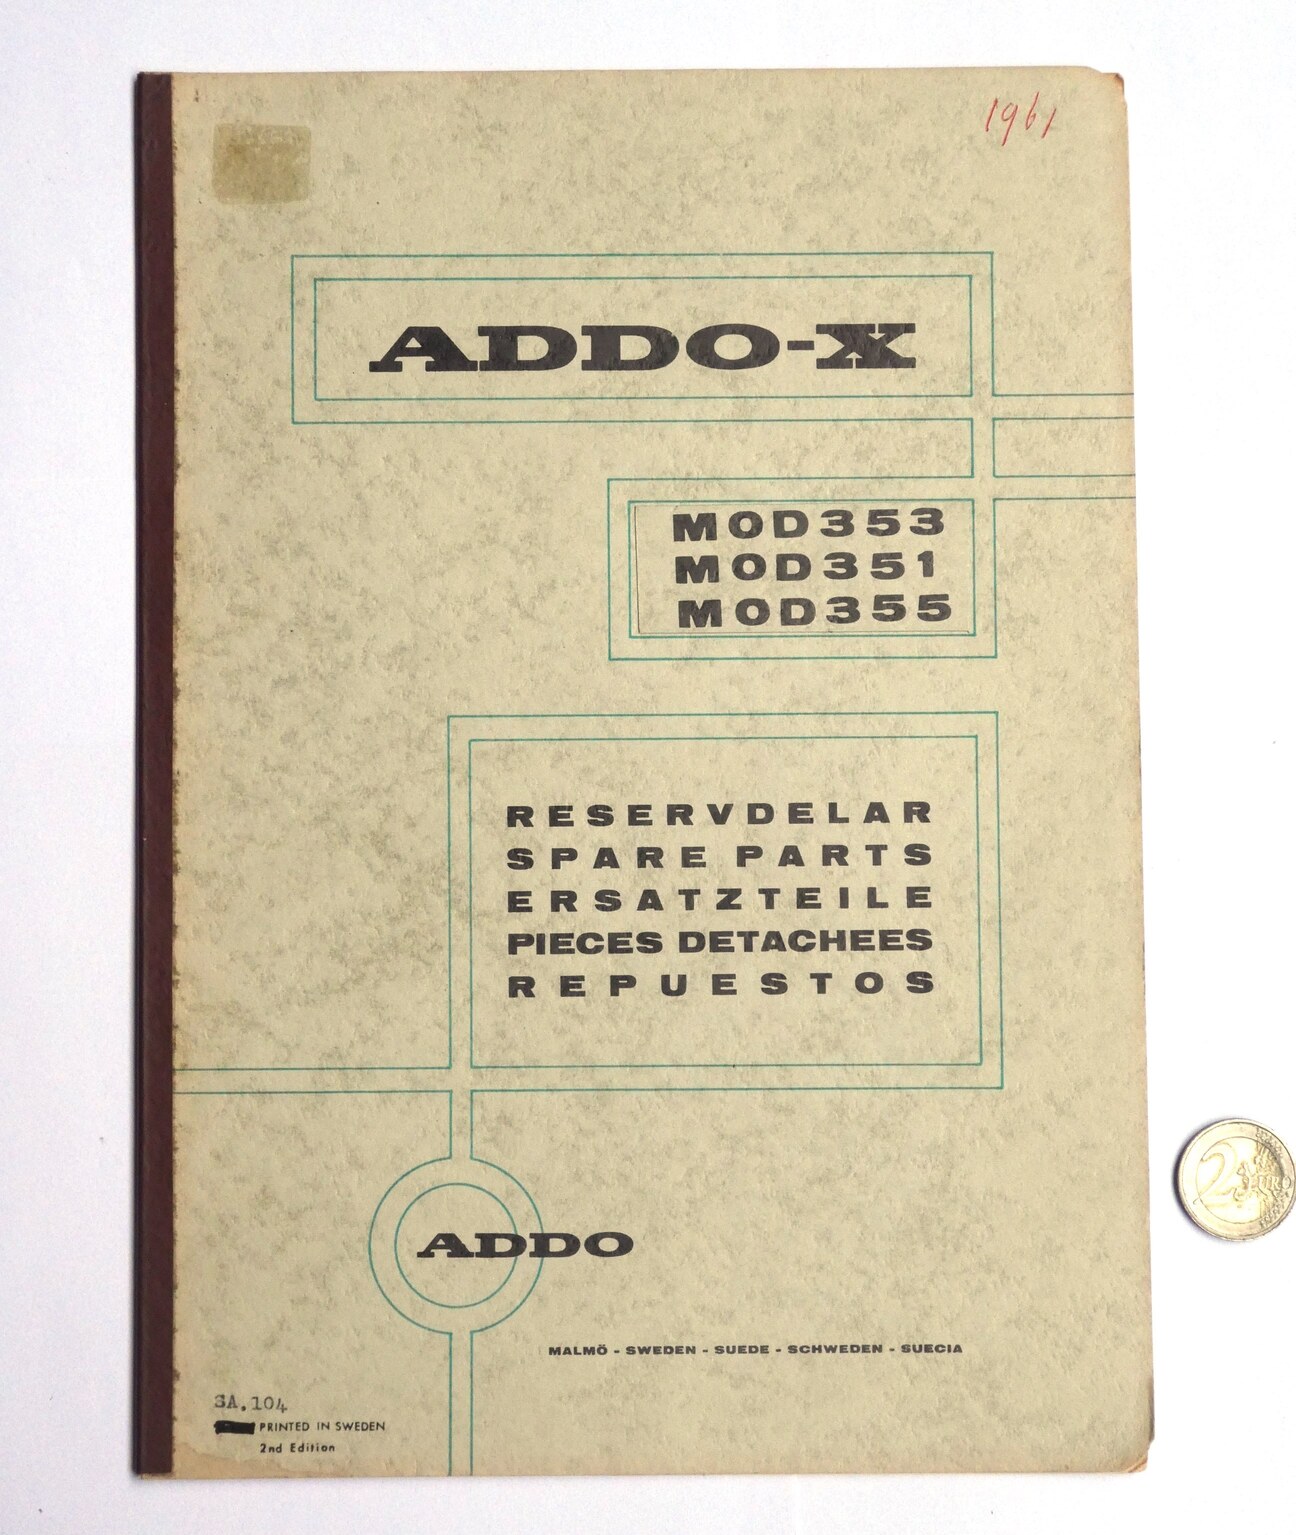 1961
ADDO-X
MOD353
MOD351
MOD355
RESERVDELAR
SPARE PARTS
ERSATZTEILE
PIECES DETACHEES
REPUESTOS
ADDO
MALMÖ - SWEDEN - SUEDE - SCHWEDEN - SUECIA
SA.104
PRINTED IN SWEDEN
2nd Edition
2 EURO